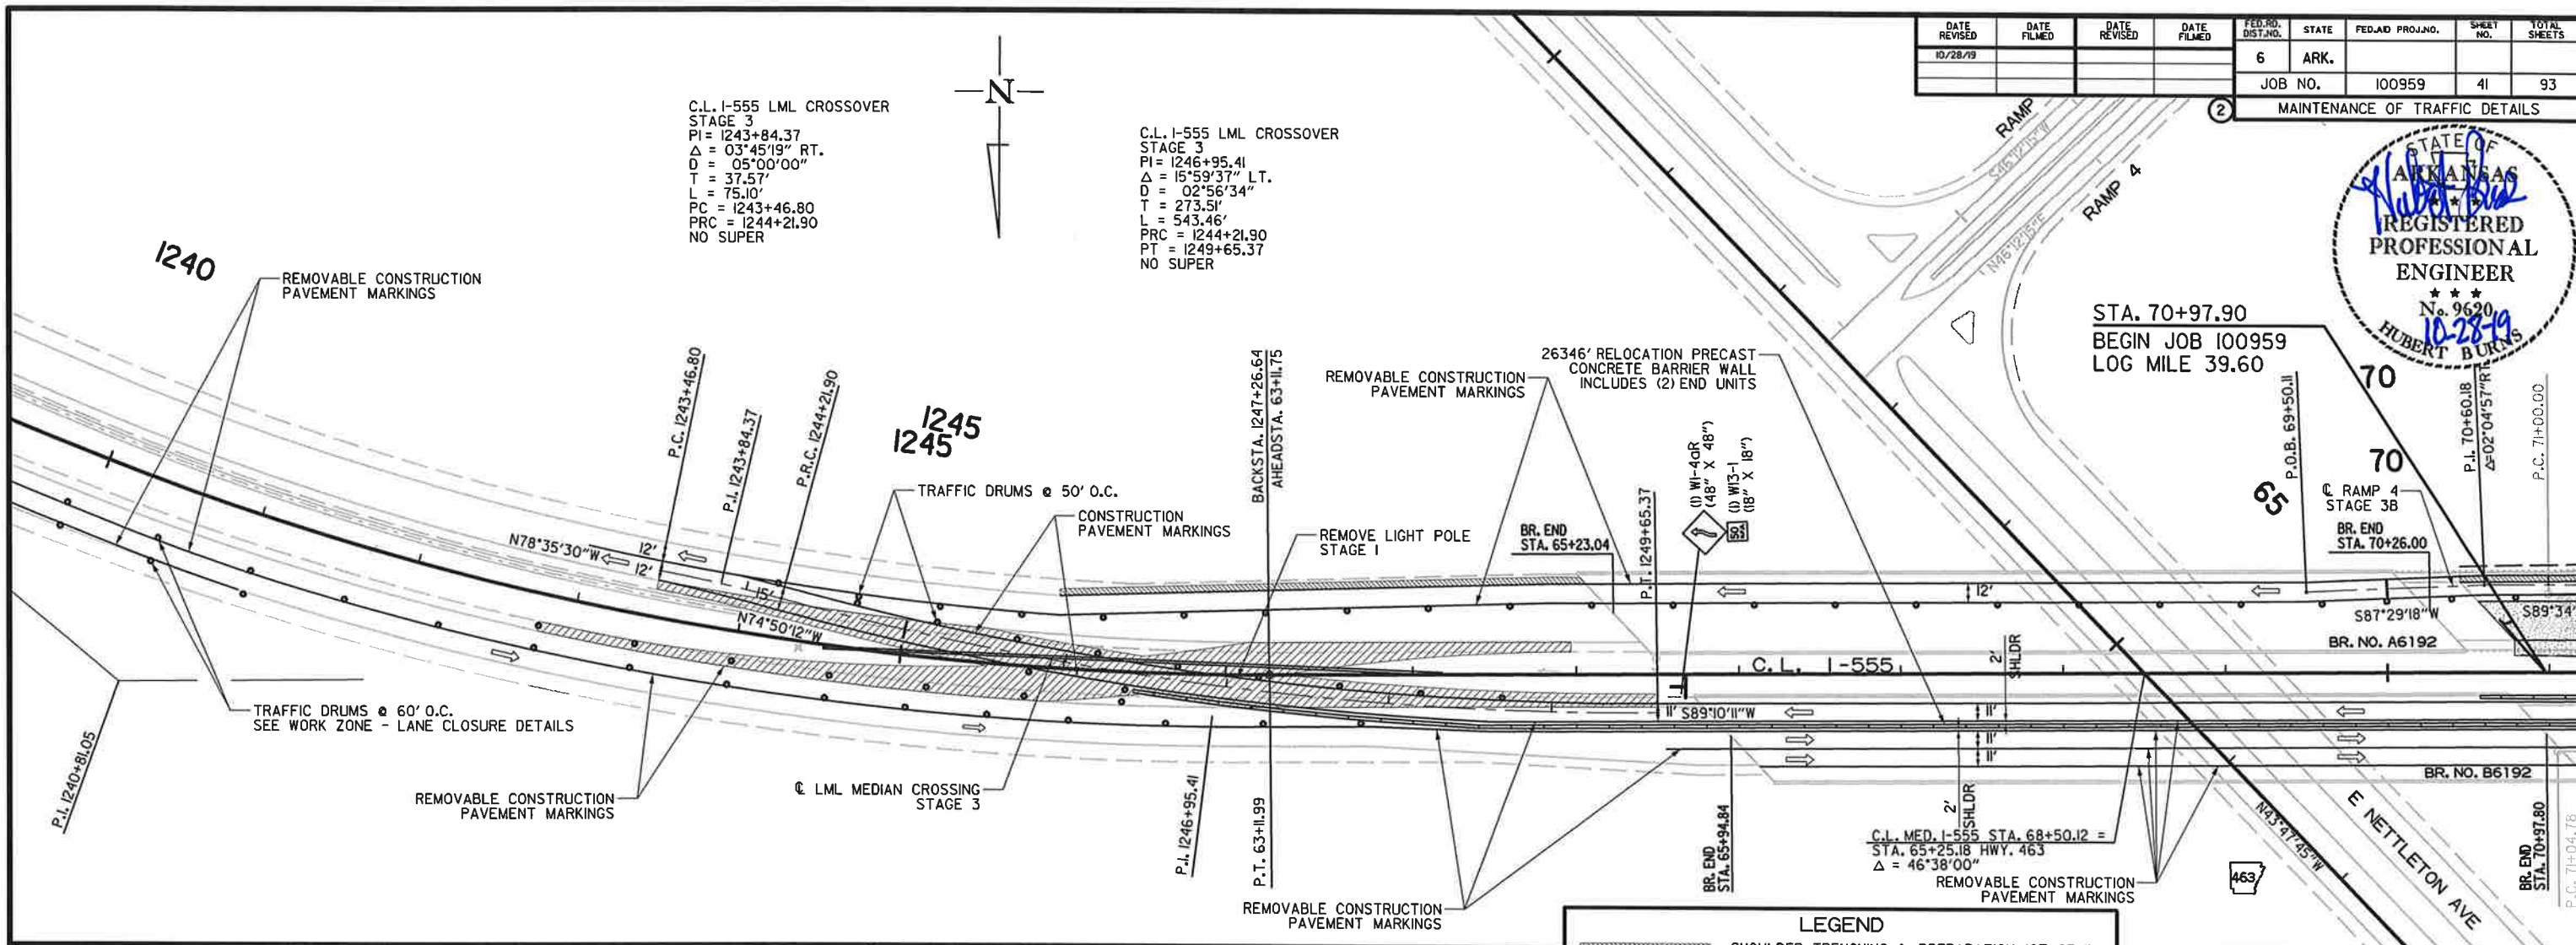 DATE REVISED
DATE FILMED
DATE REVISED
DATE FILMED
FED.RD. DIST.NO.
STATE
FED.AID PROJ.NO.
SHEET NO.
TOTAL SHEETS
10/28/19
6
ARK.
JOB NO.
100959
41
93
2
MAINTENANCE OF TRAFFIC DETAILS
N
C.L. I-555 LML CROSSOVER
STAGE 3
PI = 1243+84.37
Δ = 03°45'19" RT.
D = 05°00'00"
T = 37.57'
L = 75.10'
PC = 1243+46.80
PRC = 1244+21.90
NO SUPER
C.L. I-555 LML CROSSOVER
STAGE 3
PI = 1246+95.41
Δ = 15°59'37" LT.
D = 02°56'34"
T = 273.51'
L = 543.46'
PRC = 1244+21.90
PT = 1249+65.37
NO SUPER
RAMP
S46°12'15"W
N46°12'15"E
RAMP 4
STATE OF
ARKANSAS
REGISTERED
PROFESSIONAL
ENGINEER
No. 9620
10-28-19
HUBERT BURNS
STA. 70+97.90
BEGIN JOB 100959
LOG MILE 39.60
1240
REMOVABLE CONSTRUCTION
PAVEMENT MARKINGS
P.C. 1243+46.80
P.I. 1243+84.37
P.R.C. 1244+21.90
1245
1245
BACKSTA. 1247+26.64
AHEADSTA. 63+11.75
REMOVABLE CONSTRUCTION
PAVEMENT MARKINGS
26346' RELOCATION PRECAST
CONCRETE BARRIER WALL
INCLUDES (2) END UNITS
(1) W1-4aR
(48" X 48")
(1) W13-1
(18" X 18")
TRAFFIC DRUMS @ 50' O.C.
CONSTRUCTION
PAVEMENT MARKINGS
REMOVE LIGHT POLE
STAGE 1
BR. END
STA. 65+23.04
P.T. 1249+65.37
65
P.O.B. 69+50.11
70
70
℄ RAMP 4
STAGE 3B
BR. END
STA. 70+26.00
P.I. 70+60.18
Δ=02°04'57"RT
P.C. 71+00.00
N78°35'30"W
12'
12'
15'
N74°50'12"W
12'
S87°29'18"W
S89°34'
BR. NO. A6192
C. L. I-555
2'
SHLDR
11'
S89°10'11"W
11'
11'
11'
BR. NO. B6192
TRAFFIC DRUMS @ 60' O.C.
SEE WORK ZONE - LANE CLOSURE DETAILS
P.I. 1240+81.05
REMOVABLE CONSTRUCTION
PAVEMENT MARKINGS
℄ LML MEDIAN CROSSING
STAGE 3
P.I. 1246+95.41
P.T. 63+11.99
REMOVABLE CONSTRUCTION
PAVEMENT MARKINGS
BR. END
STA. 65+94.84
2'
SHLDR
C.L. MED. I-555 STA. 68+50.12 =
STA. 65+25.18 HWY. 463
Δ = 46°38'00"
REMOVABLE CONSTRUCTION
PAVEMENT MARKINGS
N43°47'45"W
463
E NETTLETON AVE
BR. END
STA. 70+97.80
P.C. 71+04.78
LEGEND